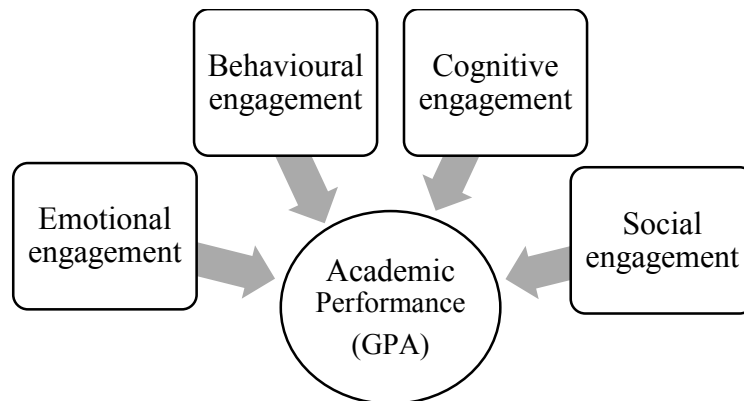 Behavioural
engagement
Cognitive
engagement
Emotional
engagement
Social
engagement
Academic
Performance
(GPA)